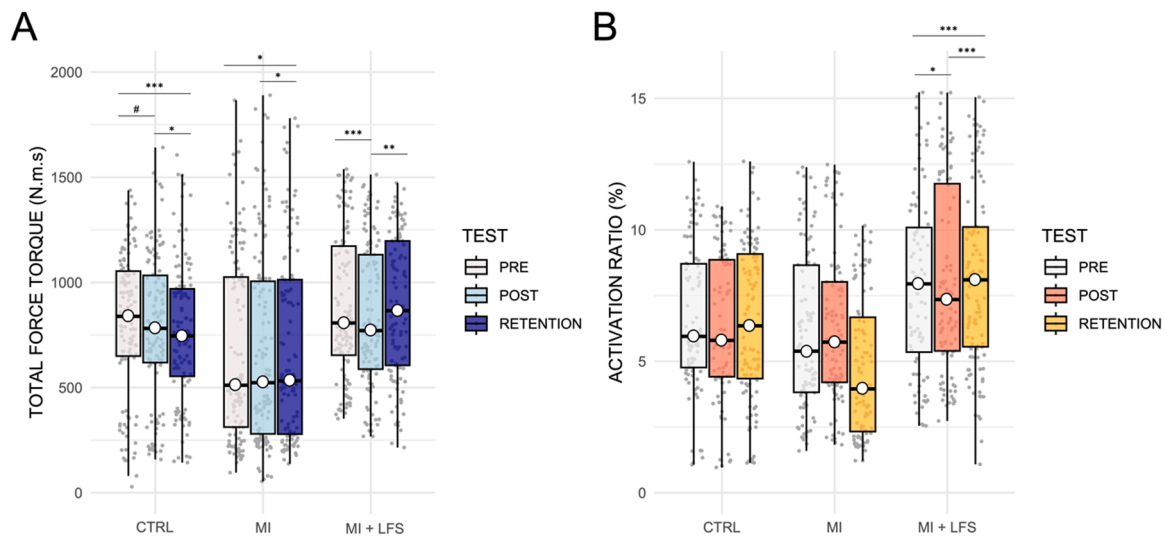 A
TOTAL FORCE TORQUE (N.m.s)
2000
1500
1000
500
0
***
#
*
*
*
***
**
CTRL
MI
MI + LFS
TEST
PRE
POST
RETENTION
B
ACTIVATION RATIO (%)
15
10
5
0
***
***
*
CTRL
MI
MI + LFS
TEST
PRE
POST
RETENTION